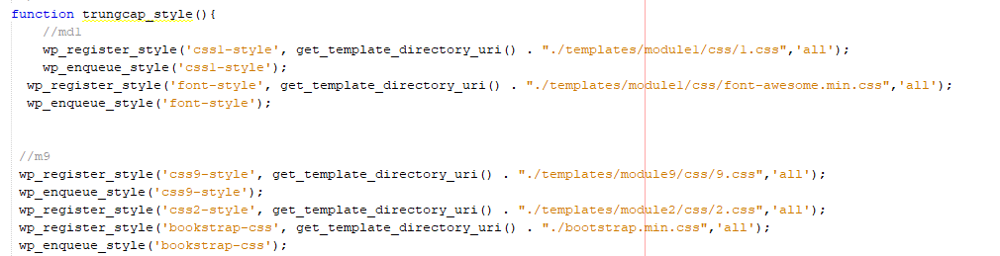 function trungcap_style(){
//md1
wp_register_style('css1-style', get_template_directory_uri() . "./templates/module1/css/1.css",'all');
wp_enqueue_style('css1-style');
wp_register_style('font-style', get_template_directory_uri() . "./templates/module1/css/font-awesome.min.css",'all');
wp_enqueue_style('font-style');
//m9
wp_register_style('css9-style', get_template_directory_uri() . "./templates/module9/css/9.css",'all');
wp_enqueue_style('css9-style');
wp_register_style('css2-style', get_template_directory_uri() . "./templates/module2/css/2.css",'all');
wp_register_style('bookstrap-css', get_template_directory_uri() . "./bootstrap.min.css",'all');
wp_enqueue_style('bookstrap-css');